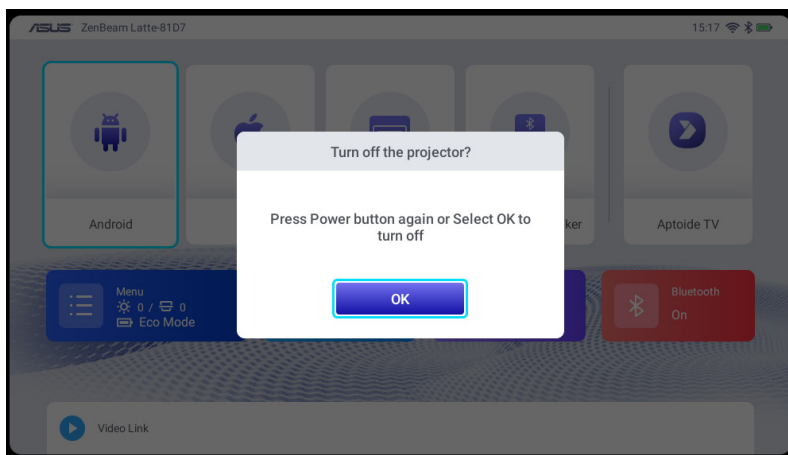 ASUS ZenBeam Latte-81D7
15:17
Turn off the projector?
Press Power button again or Select OK to
turn off
OK
Android
ker
Aptoide TV
Menu
0 / 0
Eco Mode
Bluetooth
On
Video Link